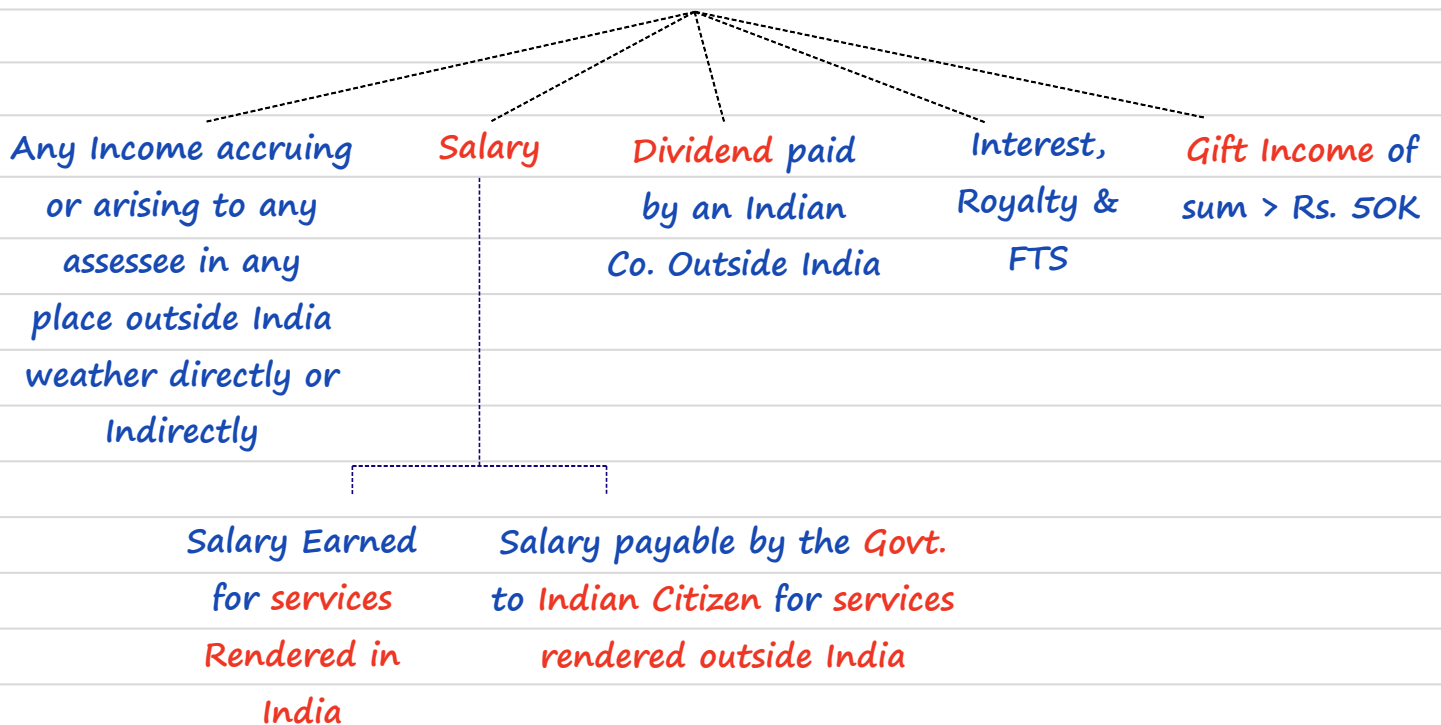 Any Income accruing
or arising to any
assessee in any
place outside India
weather directly or
Indirectly
Salary
Dividend paid
by an Indian
Co. Outside India
Interest,
Royalty &
FTS
Gift Income of
sum > Rs. 50K
Salary Earned
for services
Rendered in
India
Salary payable by the Govt.
to Indian Citizen for services
rendered outside India